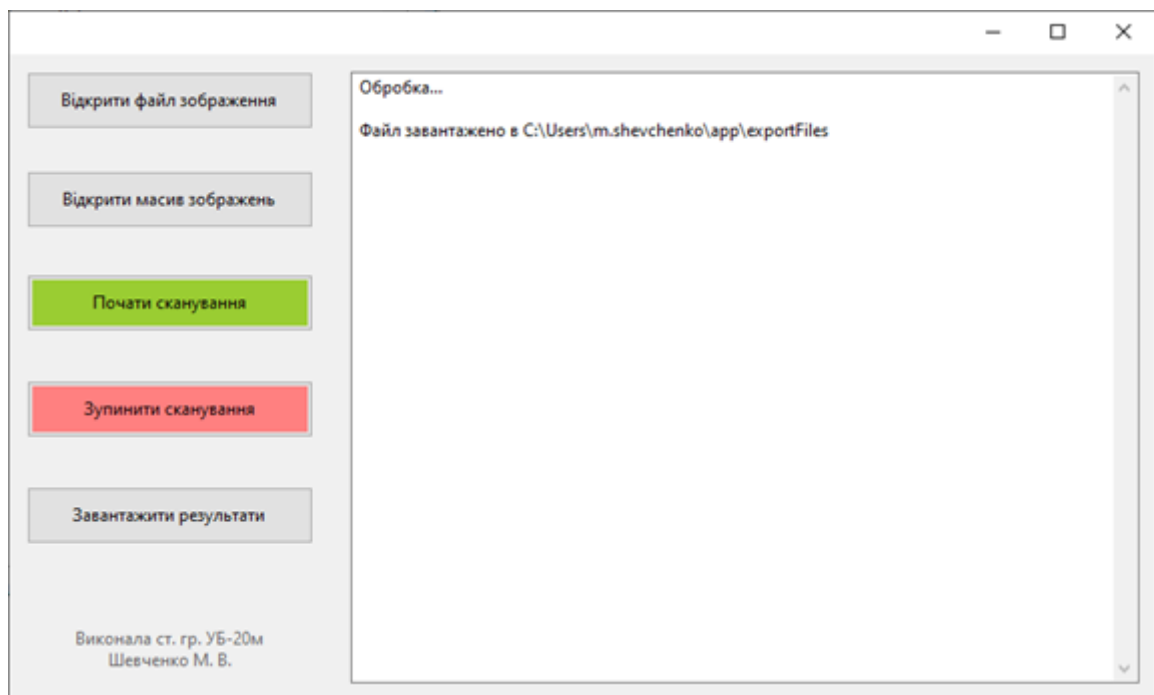 Відкрити файл зображення
Відкрити масив зображень
Почати сканування
Зупинити сканування
Завантажити результати
Виконала ст. гр. УБ-20м
Шевченко М. В.
Обробка...
Файл завантажено в C:\Users\m.shevchenko\app\exportFiles